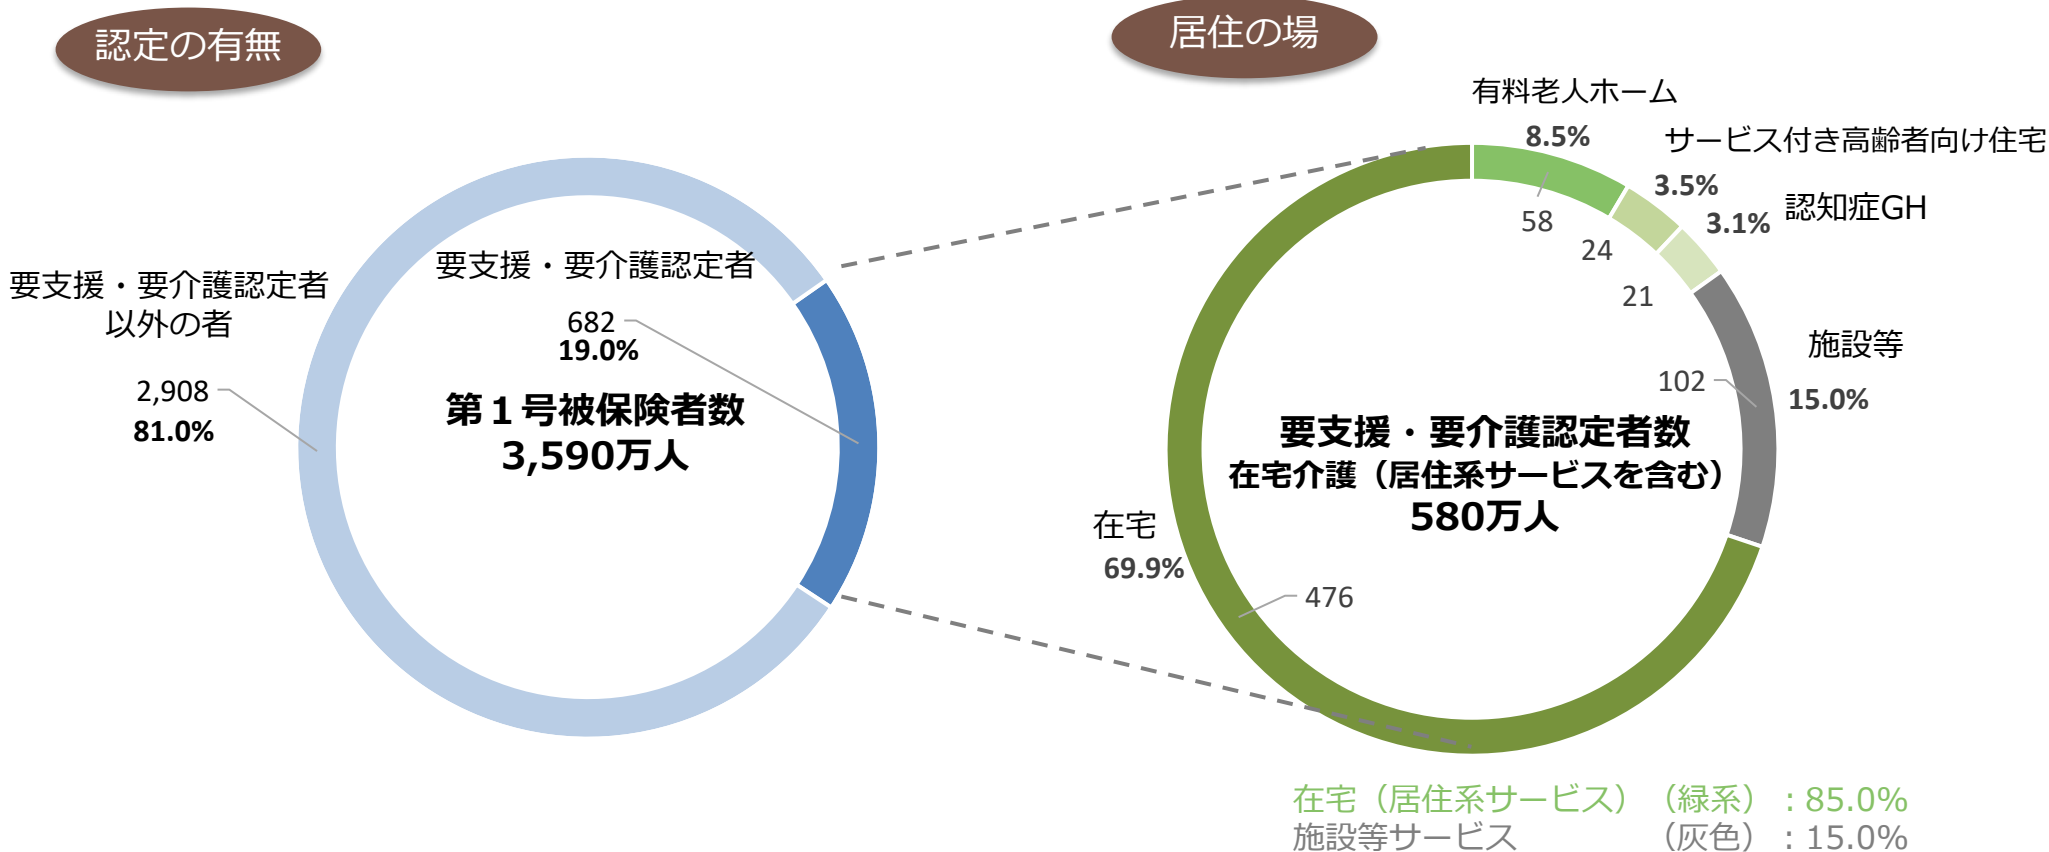 認定の有無
要支援・要介護認定者
以外の者
2,908
81.0%
要支援・要介護認定者
682
19.0%
第１号被保険者数
3,590万人
居住の場
有料老人ホーム
8.5%
58
サービス付き高齢者向け住宅
3.5%
24
認知症GH
3.1%
21
施設等
102
15.0%
要支援・要介護認定者数
在宅介護（居住系サービスを含む）
580万人
在宅
69.9%
476
在宅（居住系サービス）（緑系）：85.0%
施設等サービス　　　　（灰色）：15.0%